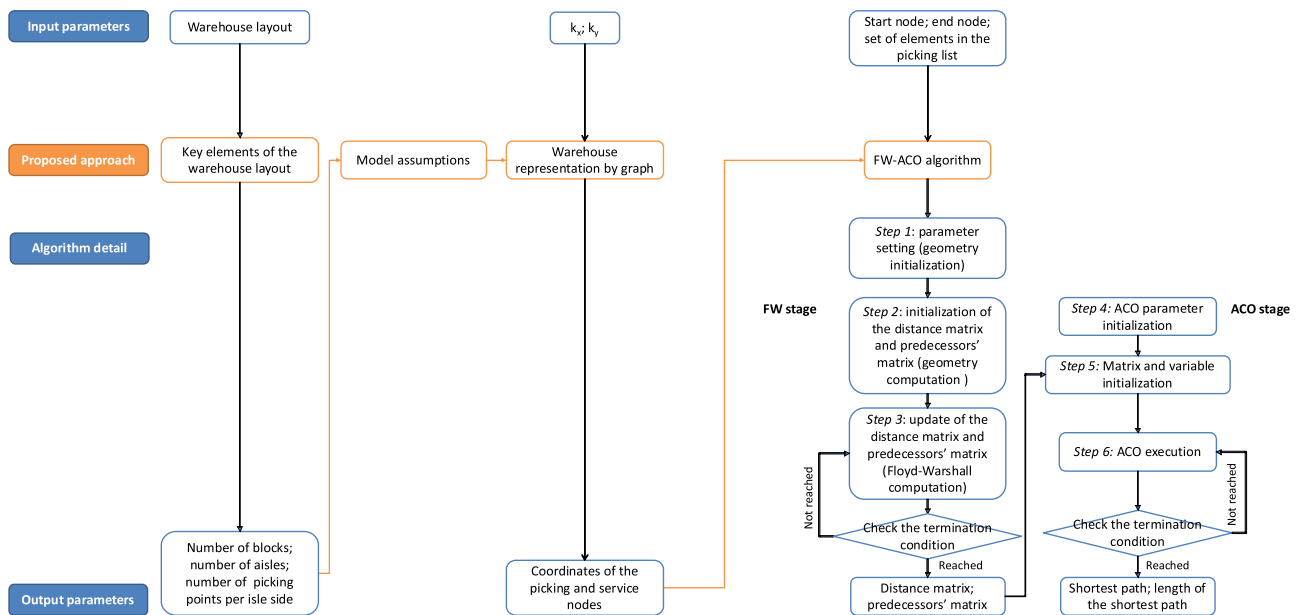 Input parameters
Warehouse layout
kx; ky
Start node; end node;
set of elements in the
picking list
Proposed approach
Key elements of the
warehouse layout
Model assumptions
Warehouse
representation by graph
FW-ACO algorithm
Algorithm detail
Step 1: parameter
setting (geometry
initialization)
FW stage
Step 2: initialization of
the distance matrix
and predecessors'
matrix (geometry
computation )
Step 3: update of the
distance matrix and
predecessors' matrix
(Floyd-Warshall
computation)
Not reached
Check the termination
condition
Reached
Step 4: ACO parameter
initialization
ACO stage
Step 5: Matrix and variable
initialization
Step 6: ACO execution
Not reached
Check the termination
condition
Reached
Output parameters
Number of blocks;
number of aisles;
number of picking
points per isle side
Coordinates of the
picking and service
nodes
Distance matrix;
predecessors' matrix
Shortest path; length of
the shortest path